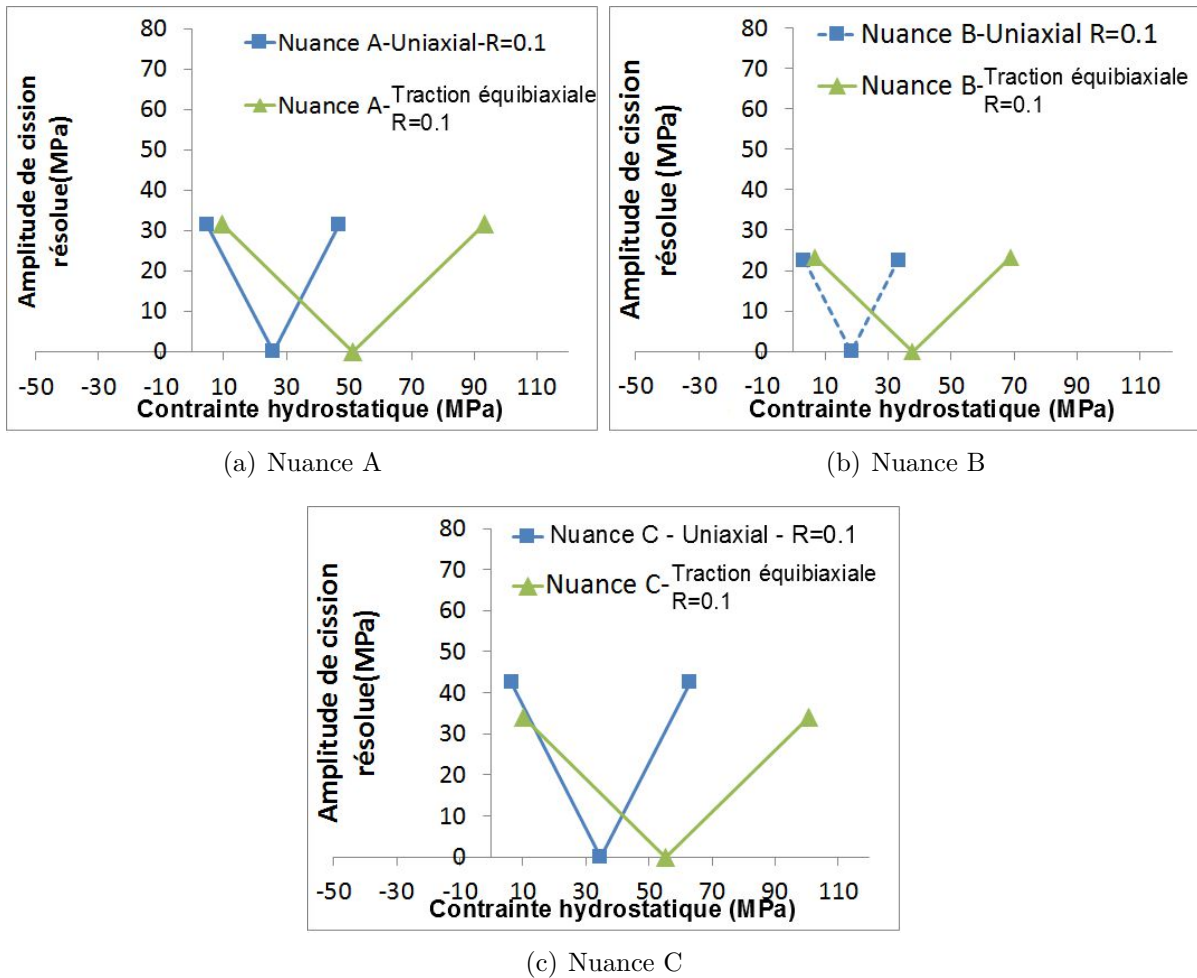 80
70
60
50
40
30
20
10
0
-50 -30 -10 10 30 50 70 90 110
Amplitude de cission
résolue(MPa)
Contrainte hydrostatique (MPa)
Nuance A-Uniaxial-R=0.1
Nuance A-Traction équibiaxiale
R=0.1
(a) Nuance A
80
70
60
50
40
30
20
10
0
-50 -30 -10 10 30 50 70 90 110
Amplitude de cission
résolue (MPa)
Contrainte hydrostatique (MPa)
Nuance B-Uniaxial R=0.1
Nuance B-Traction équibiaxiale
R=0.1
(b) Nuance B
80
70
60
50
40
30
20
10
0
-50 -30 -10 10 30 50 70 90 110
Amplitude de cission
résolue(MPa)
Contrainte hydrostatique (MPa)
Nuance C - Uniaxial - R=0.1
Nuance C-Traction équibiaxiale
R=0.1
(c) Nuance C